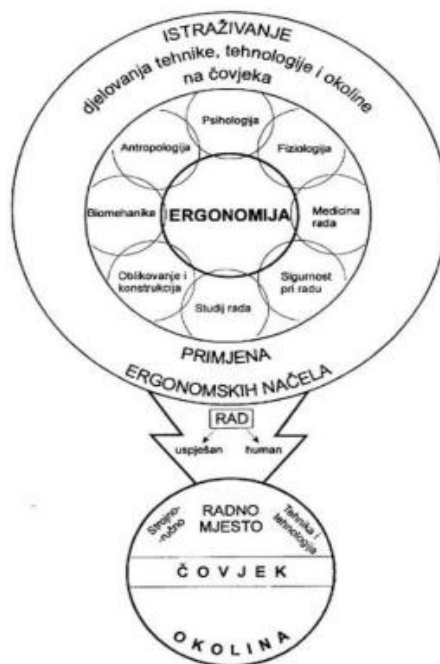 ISTRAŽIVANJE
djelovanja tehnike, tehnologije i okoline
na čovjeka
Psihologija
Antropologija
Fiziologija
Biomehanika
ERGONOMIJA
Medicina
rada
Oblikovanje i
konstrukcija
Sigurnost
pri radu
Studij rada
PRIMJENA
ERGONOMSKIH NAČELA
RAD
uspješan
human
Strojno-
-ručno
RADNO
MJESTO
Tehnika i
tehnologija
ČOVJEK
OKOLINA